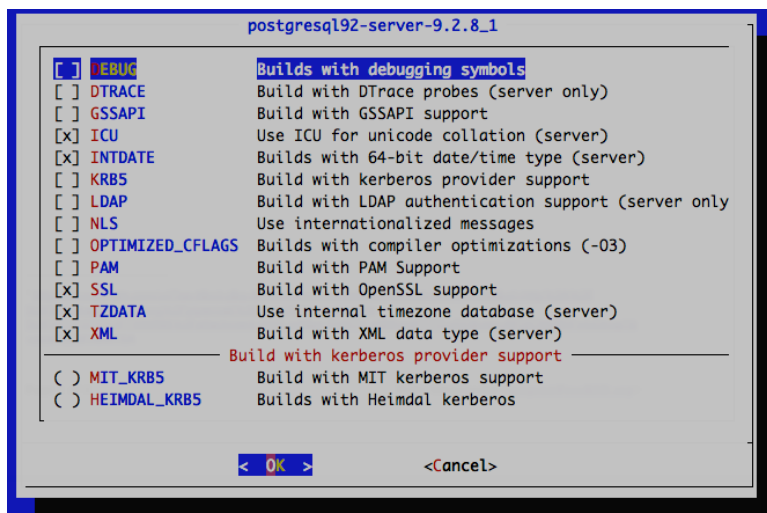 postgresql92-server-9.2.8_1
[ ] DEBUG Builds with debugging symbols
[ ] DTRACE Build with DTrace probes (server only)
[ ] GSSAPI Build with GSSAPI support
[x] ICU Use ICU for unicode collation (server)
[x] INTDATE Builds with 64-bit date/time type (server)
[ ] KRB5 Build with kerberos provider support
[ ] LDAP Build with LDAP authentication support (server only
[ ] NLS Use internationalized messages
[ ] OPTIMIZED_CFLAGS Builds with compiler optimizations (-O3)
[ ] PAM Build with PAM Support
[x] SSL Build with OpenSSL support
[x] TZDATA Use internal timezone database (server)
[x] XML Build with XML data type (server)
Build with kerberos provider support
( ) MIT_KRB5 Build with MIT kerberos support
( ) HEIMDAL_KRB5 Builds with Heimdal kerberos
< OK > <Cancel>